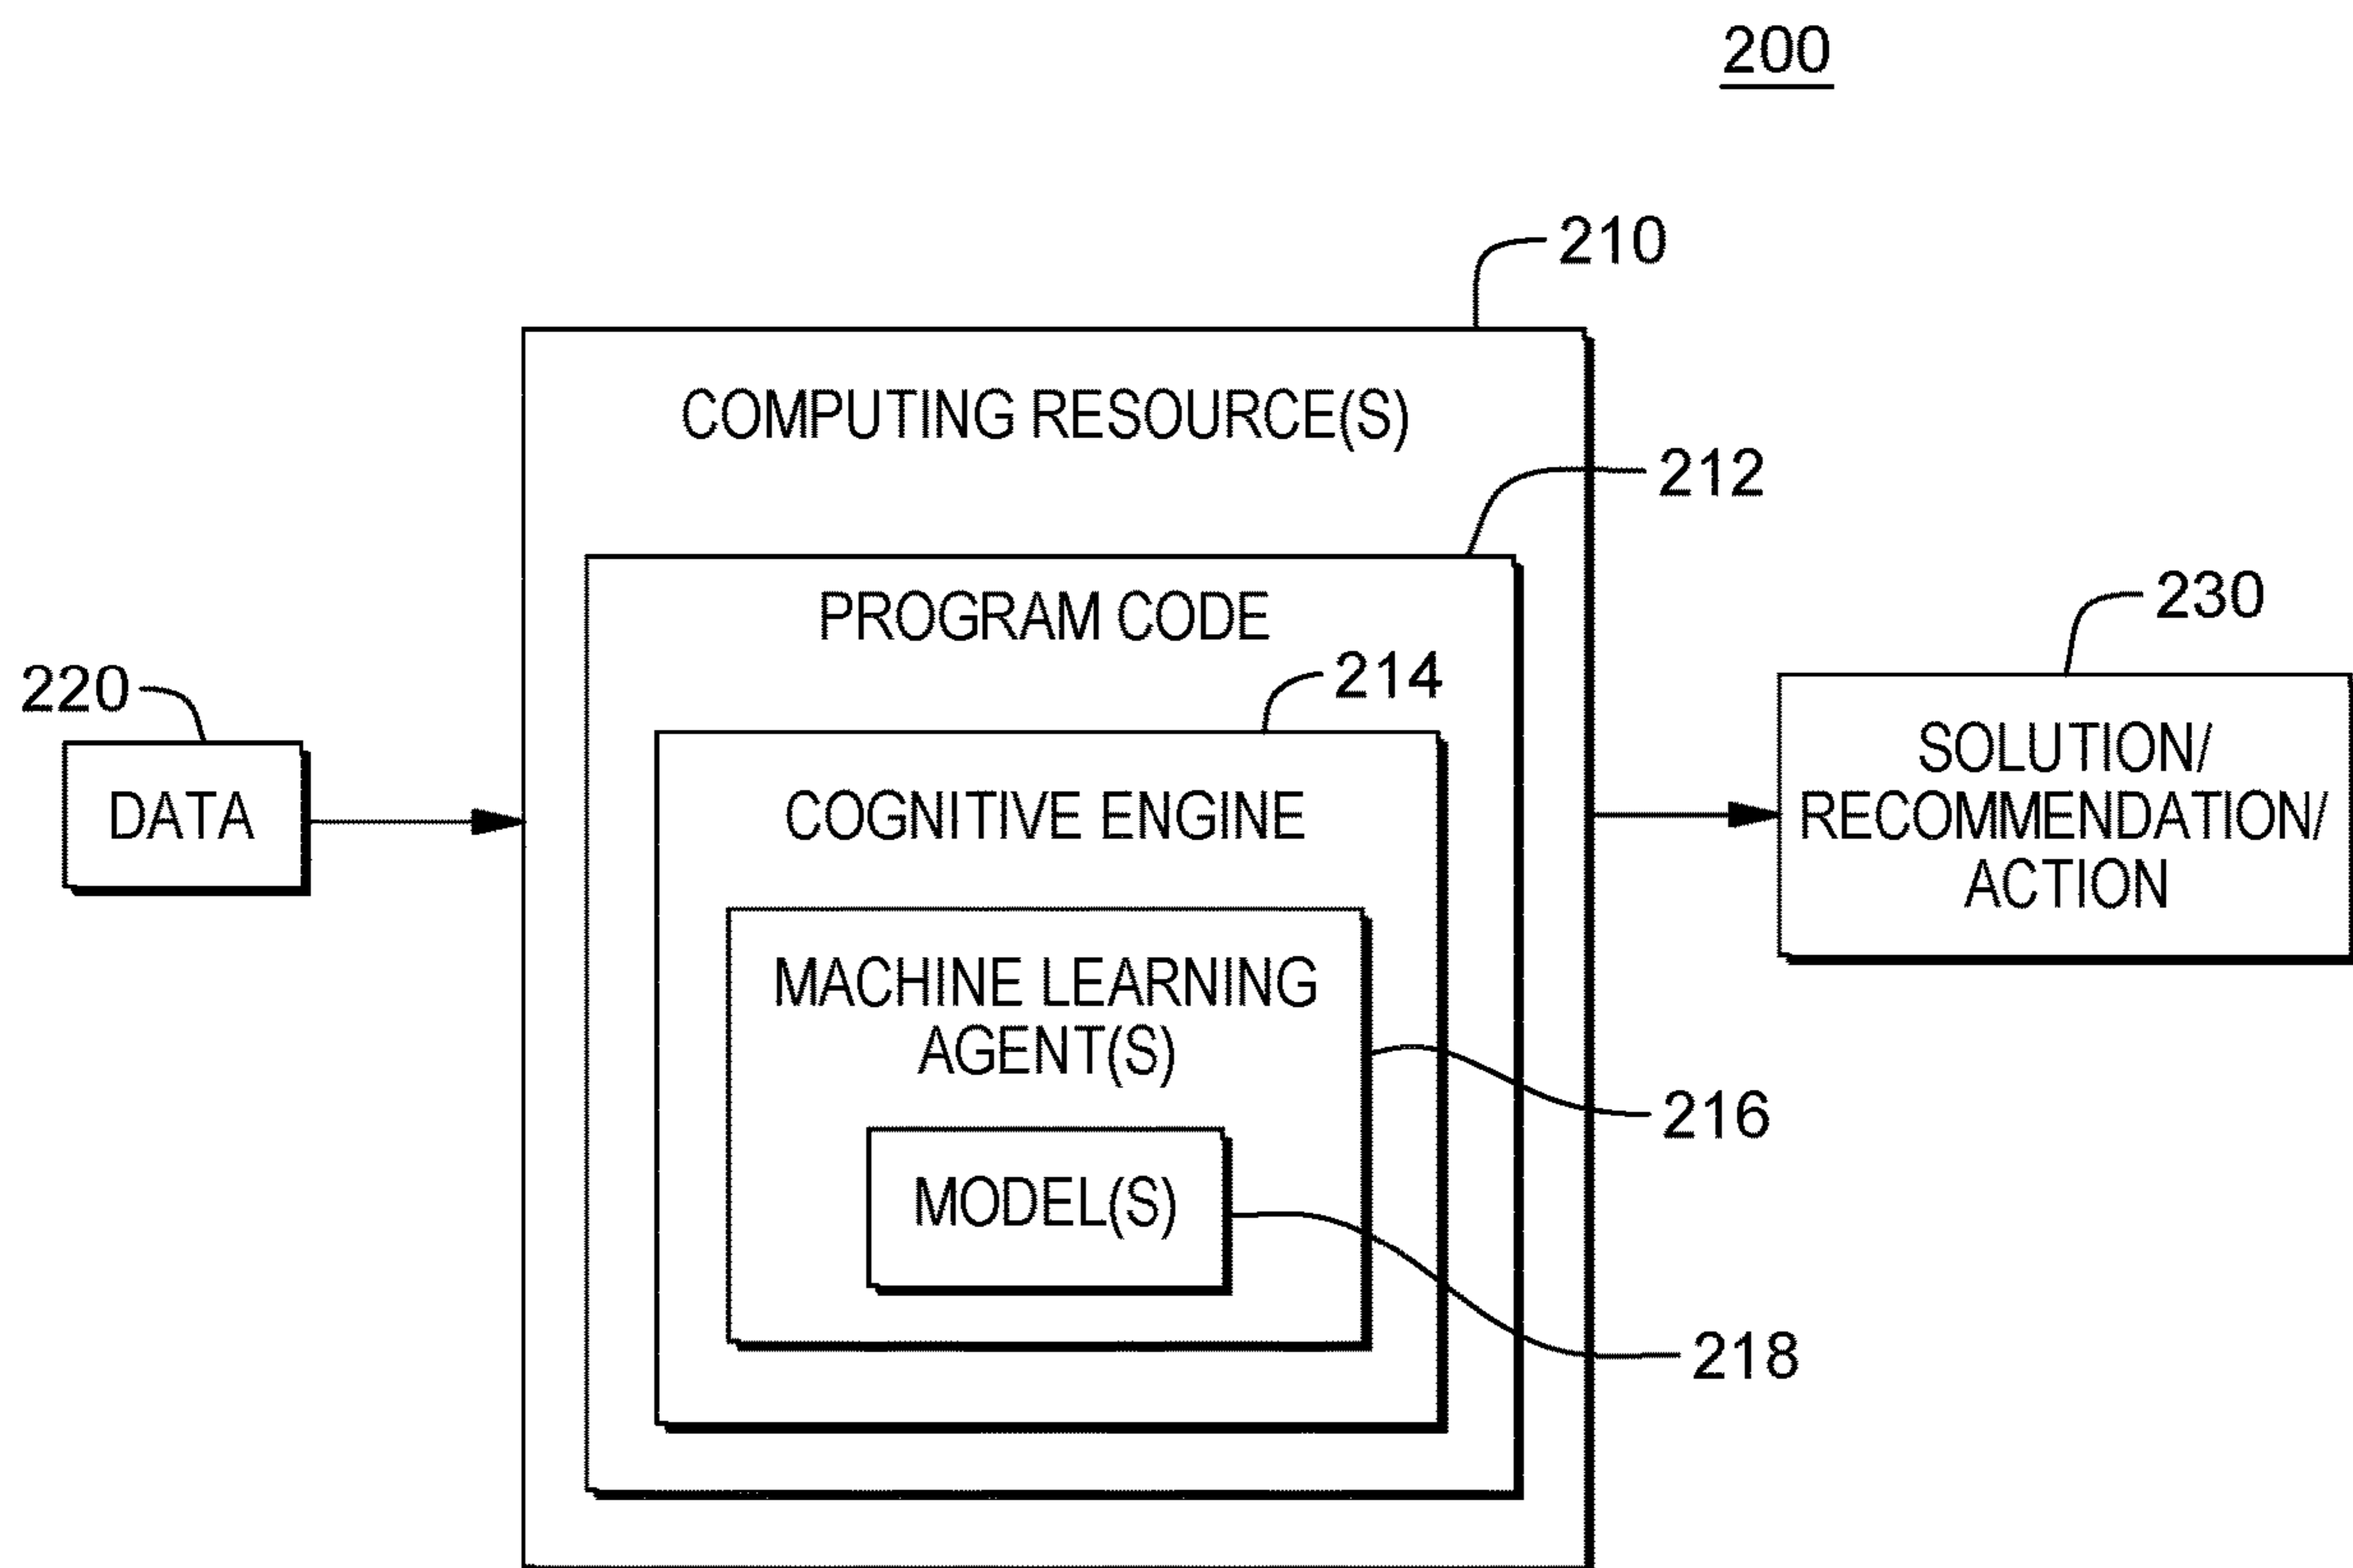 200
210
COMPUTING RESOURCE(S)
212
PROGRAM CODE
230
214
220
SOLUTION/
RECOMMENDATION/
ACTION
DATA
COGNITIVE ENGINE
MACHINE LEARNING
AGENT(S)
216
MODEL(S)
218